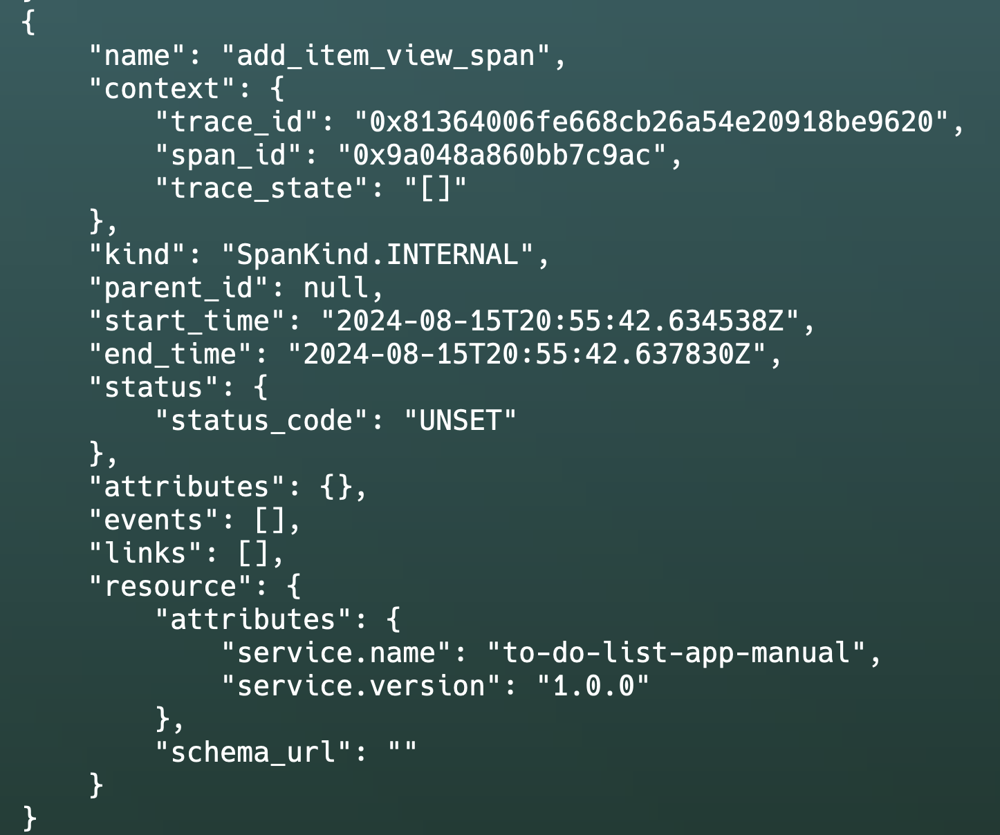 {
    "name": "add_item_view_span",
    "context": {
        "trace_id": "0x81364006fe668cb26a54e20918be9620",
        "span_id": "0x9a048a860bb7c9ac",
        "trace_state": "[]"
    },
    "kind": "SpanKind.INTERNAL",
    "parent_id": null,
    "start_time": "2024-08-15T20:55:42.634538Z",
    "end_time": "2024-08-15T20:55:42.637830Z",
    "status": {
        "status_code": "UNSET"
    },
    "attributes": {},
    "events": [],
    "links": [],
    "resource": {
        "attributes": {
            "service.name": "to-do-list-app-manual",
            "service.version": "1.0.0"
        },
        "schema_url": ""
    }
}